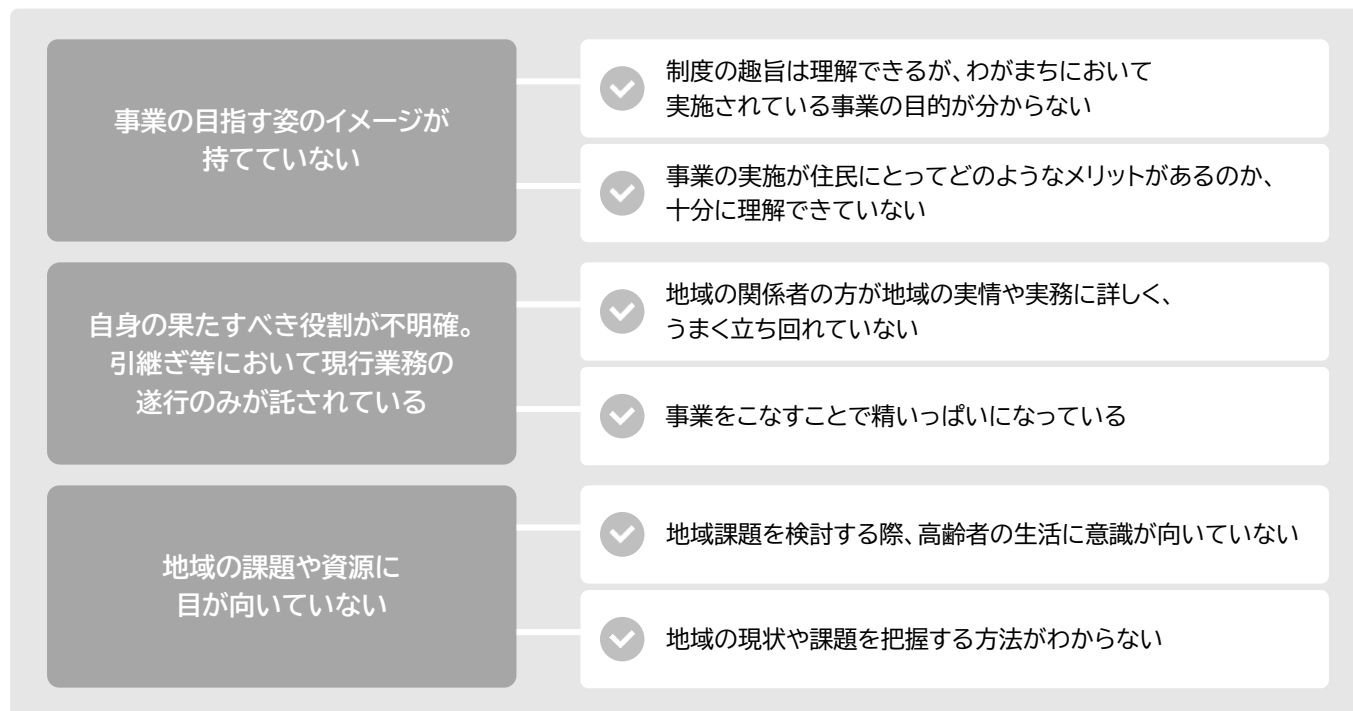 事業の目指す姿のイメージが
持てていない
制度の趣旨は理解できるが、わがまちにおいて
実施されている事業の目的が分からない
事業の実施が住民にとってどのようなメリットがあるのか、
十分に理解できていない
自身の果たすべき役割が不明確。
引継ぎ等において現行業務の
遂行のみが託されている
地域の関係者の方が地域の実情や実務に詳しく、
うまく立ち回れていない
事業をこなすことで精いっぱいになっている
地域の課題や資源に
目が向いていない
地域課題を検討する際、高齢者の生活に意識が向いていない
地域の現状や課題を把握する方法がわからない